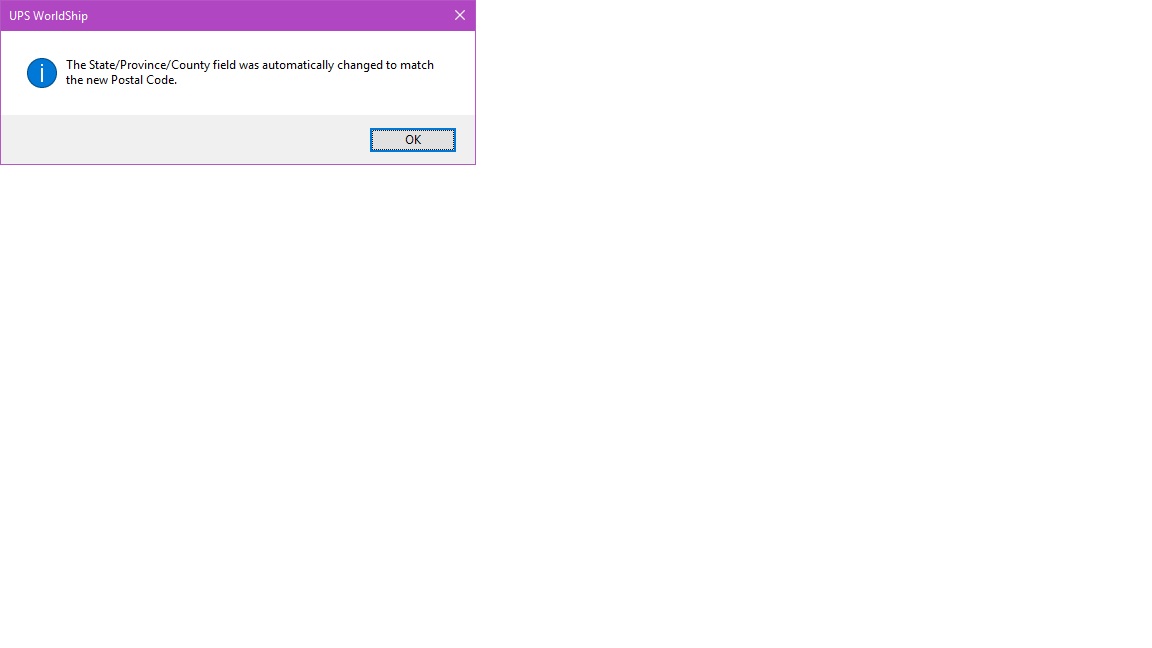 UPS WorldShip
The State/Province/County field was automatically changed to match
the new Postal Code.
OK